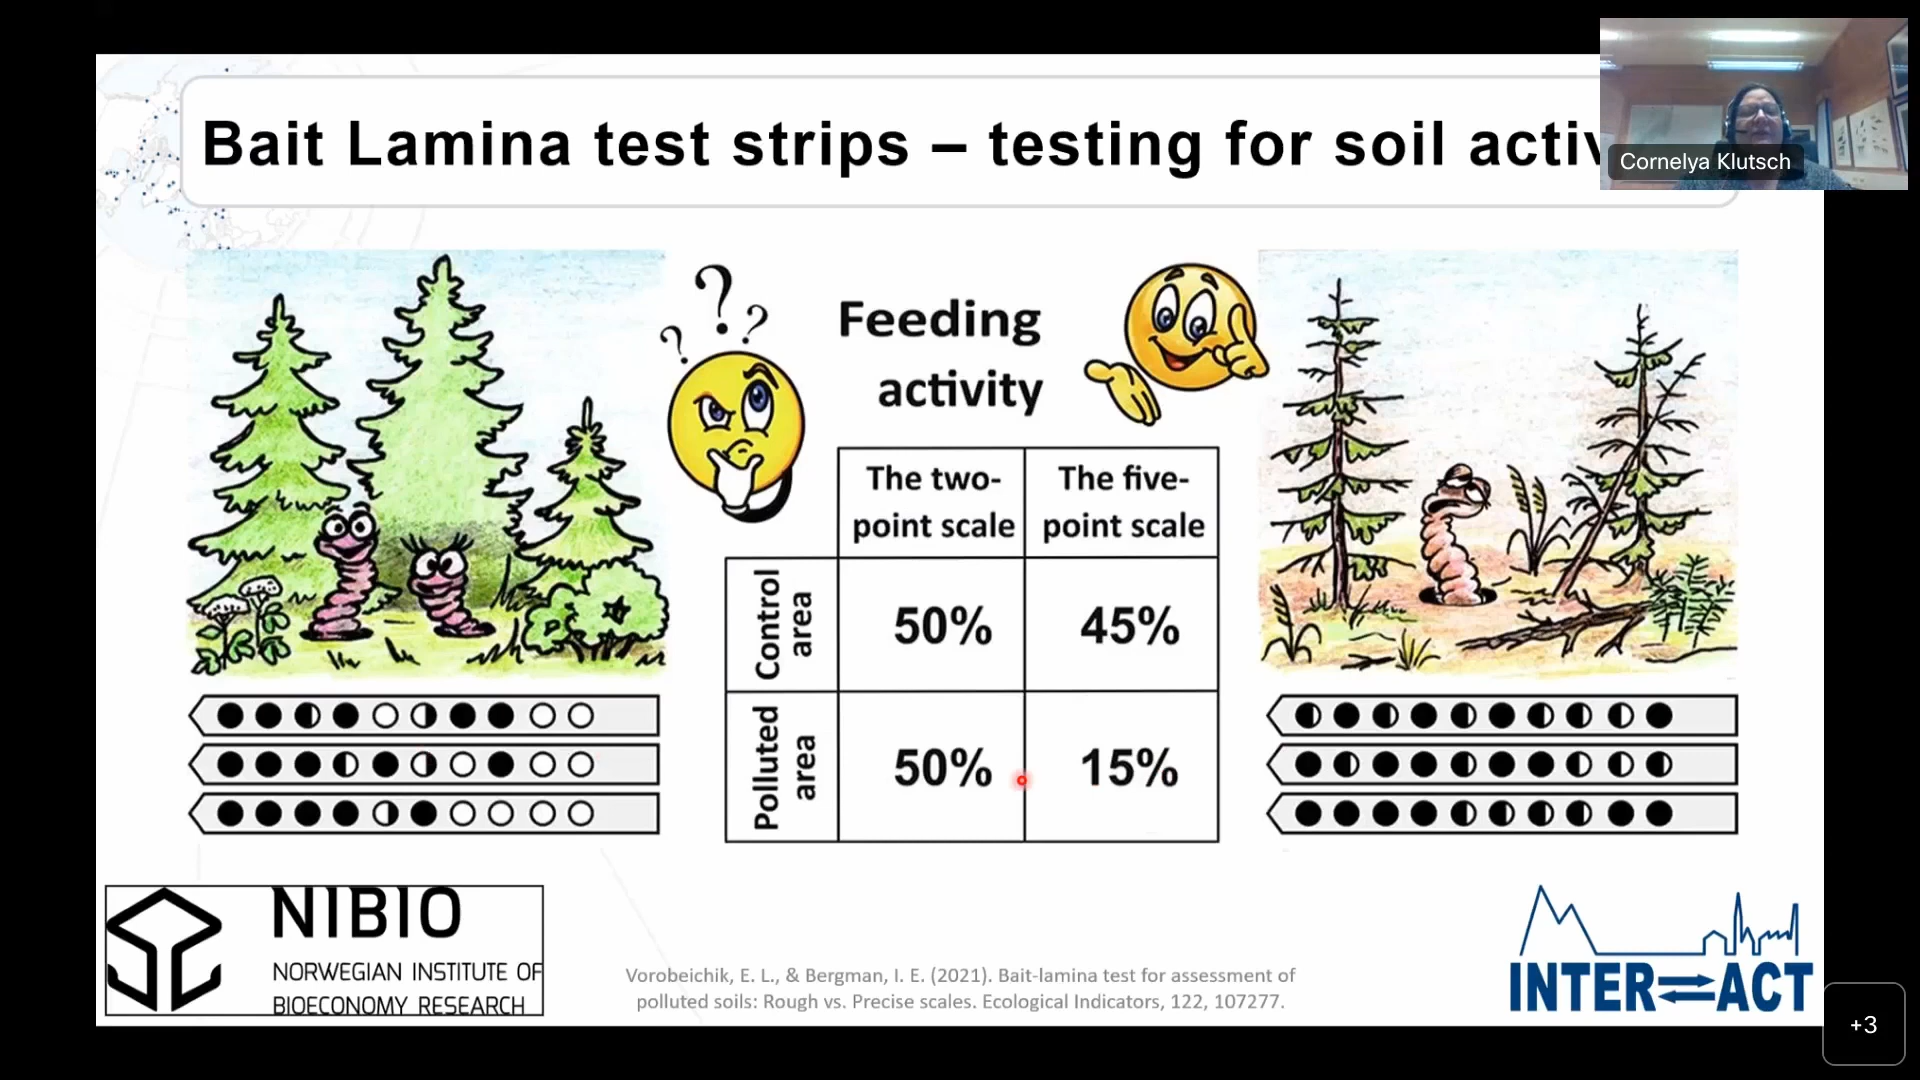 Bait Lamina test strips – testing for soil activ
Cornelya Klutsch
? ? ?
Feeding
activity
The two-
point scale
The five-
point scale
Control
area
50%
45%
Polluted
area
50%
15%
NIBIO
NORWEGIAN INSTITUTE OF
BIOECONOMY RESEARCH
Vorobeichik, E. L., & Bergman, I. E. (2021). Bait-lamina test for assessment of
polluted soils: Rough vs. Precise scales. Ecological Indicators, 122, 107277.
INTER⇌ACT
+3